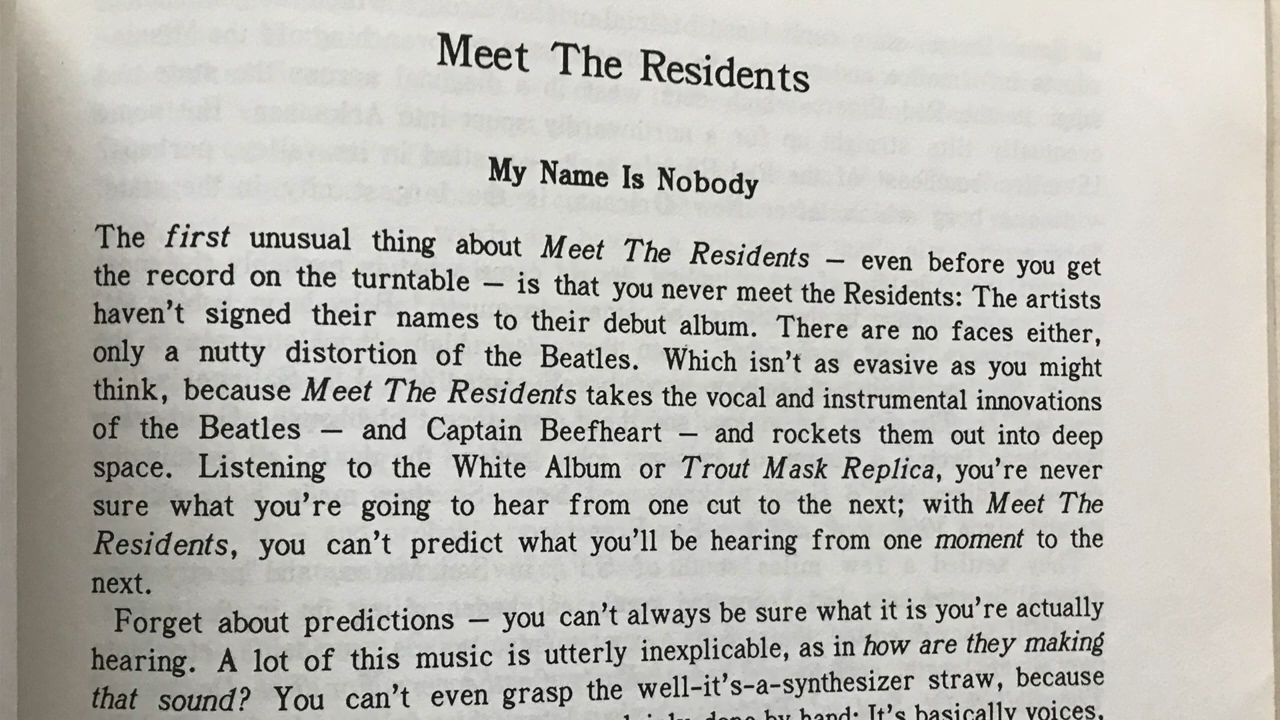 Meet The Residents
My Name Is Nobody
The first unusual thing about Meet The Residents — even before you get
the record on the turntable — is that you never meet the Residents: The artists
haven't signed their names to their debut album. There are no faces either,
only a nutty distortion of the Beatles. Which isn't as evasive as you might
think, because Meet The Residents takes the vocal and instrumental innovations
of the Beatles — and Captain Beefheart — and rockets them out into deep
space. Listening to the White Album or Trout Mask Replica, you're never
sure what you're going to hear from one cut to the next; with Meet The
Residents, you can't predict what you'll be hearing from one moment to the
next.
Forget about predictions — you can't always be sure what it is you're actually
hearing. A lot of this music is utterly inexplicable, as in how are they making
that sound? You can't even grasp the well-it's-a-synthesizer straw, because
done by hand: It's basically voices,